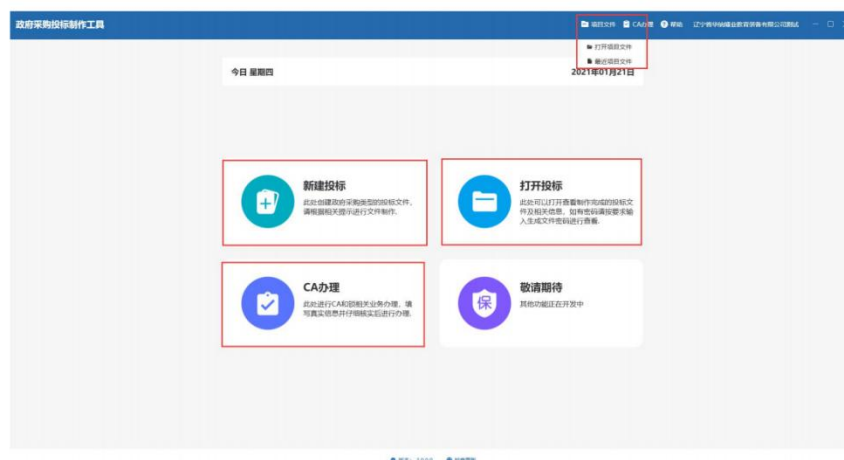 政府采购投标制作工具
项目文件 CA办理 帮助
打开项目文件
最近项目文件
今日 星期四 2021年01月21日
新建投标
此处创建政府采购类型的投标文件，
请根据相关提示进行文件制作。
打开投标
此处可以打开查看制作完成的投标文
件及相关信息，如有密码请按要求输
入生成文件密码进行查看。
CA办理
此处进行CA和锁相关业务办理，填
写真实信息并仔细核实后进行办理。
敬请期待
保
其他功能正在开发中